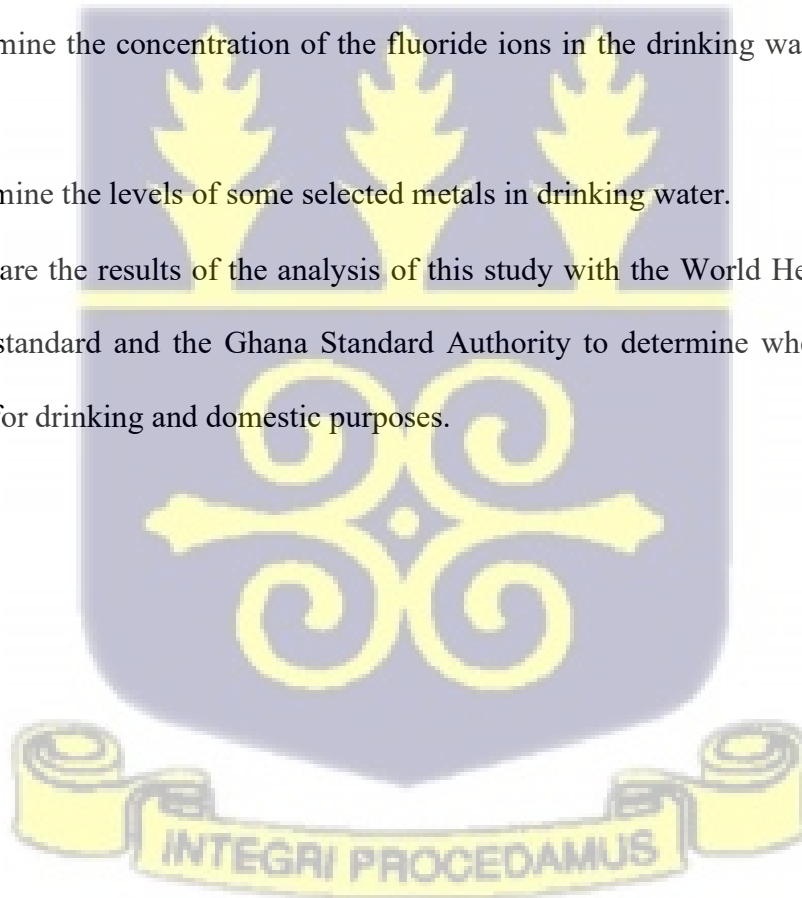 mine the concentration of the fluoride ions in the drinking wa
mine the levels of some selected metals in drinking water.
are the results of the analysis of this study with the World He
standard and the Ghana Standard Authority to determine whe
for drinking and domestic purposes.
INTEGRI PROCEDAMUS